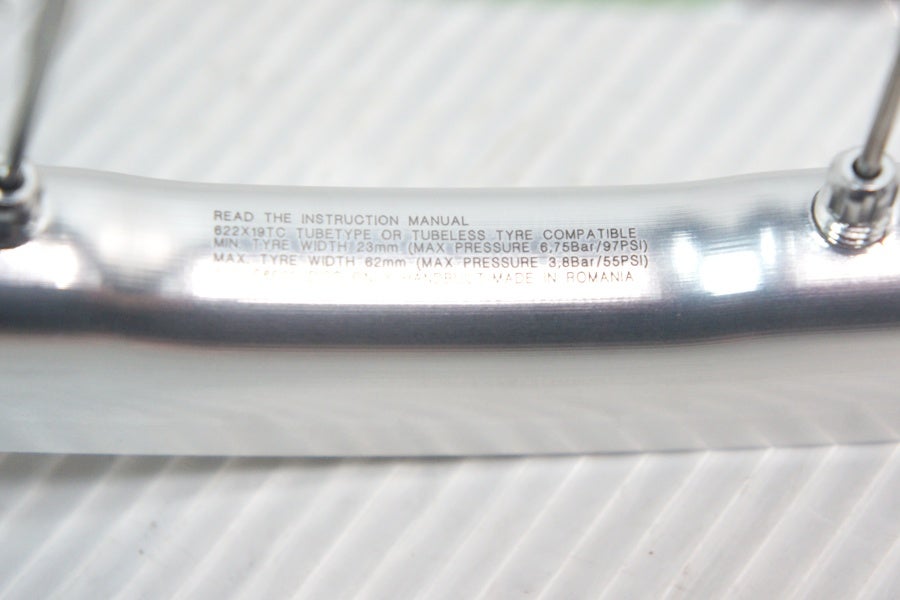 READ THE INSTRUCTION MANUAL
622X19TC TUBETYPE OR TUBELESS TYRE COMPATIBLE
MIN. TYRE WIDTH 23mm (MAX PRESSURE 6,75Bar/97PSI)
MAX. TYRE WIDTH 62mm (MAX PRESSURE 3,8Bar/55PSI)
HANDBUILT MADE IN ROMANIA